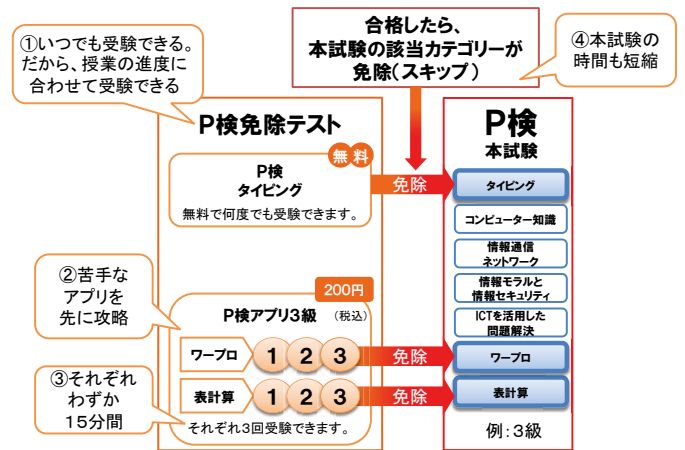 ①いつでも受験できる。
だから、授業の進度に
合わせて受験できる
合格したら、
本試験の該当カテゴリーが
免除(スキップ)
④本試験の
時間も短縮
P検免除テスト
無料
P検
タイピング
無料で何度でも受験できます。
免除
P検
本試験
タイピング
コンピューター知識
情報通信
ネットワーク
情報モラルと
情報セキュリティ
ICTを活用した
問題解決
ワープロ
表計算
例:3級
②苦手な
アプリを
先に攻略
200円
P検アプリ3級 (税込)
ワープロ 1 2 3 免除
表計算 1 2 3 免除
それぞれ3回受験できます。
③それぞれ
わずか
15分間